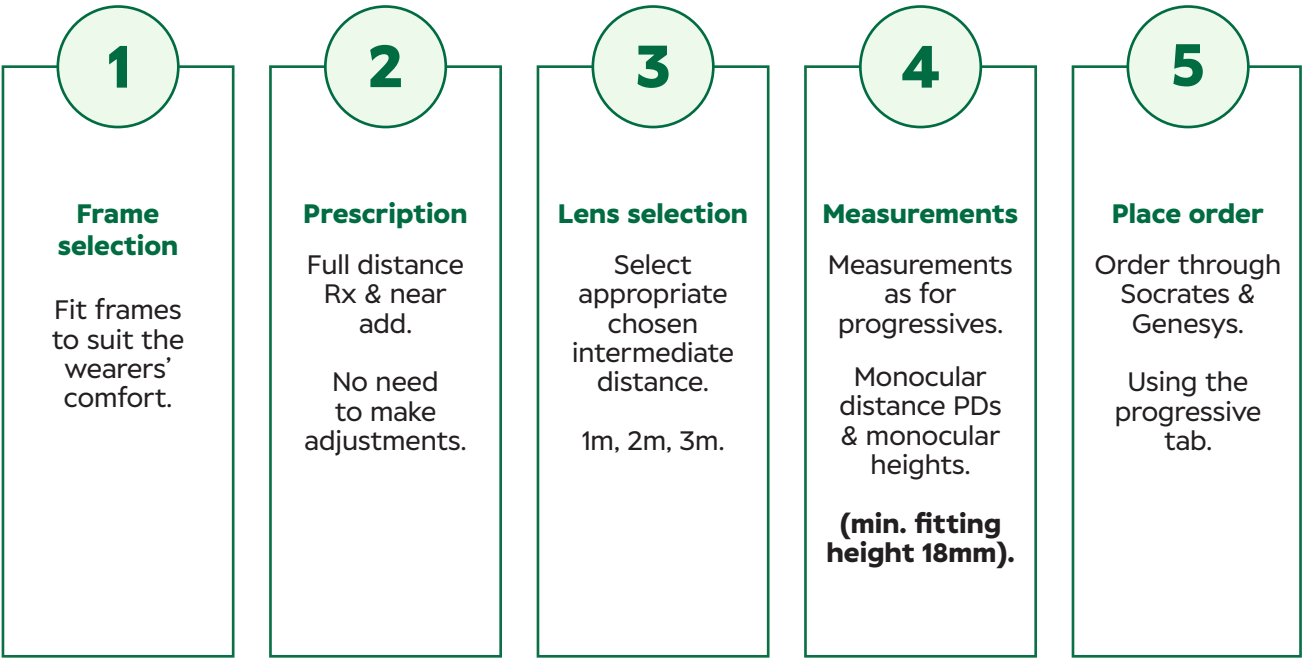 1
Frame
selection
Fit frames
to suit the
wearers’
comfort.
2
Prescription
Full distance
Rx & near
add.
No need
to make
adjustments.
3
Lens selection
Select
appropriate
chosen
intermediate
distance.
1m, 2m, 3m.
4
Measurements
Measurements
as for
progressives.
Monocular
distance PDs
& monocular
heights.
(min. fitting
height 18mm).
5
Place order
Order through
Socrates &
Genesys.
Using the
progressive
tab.